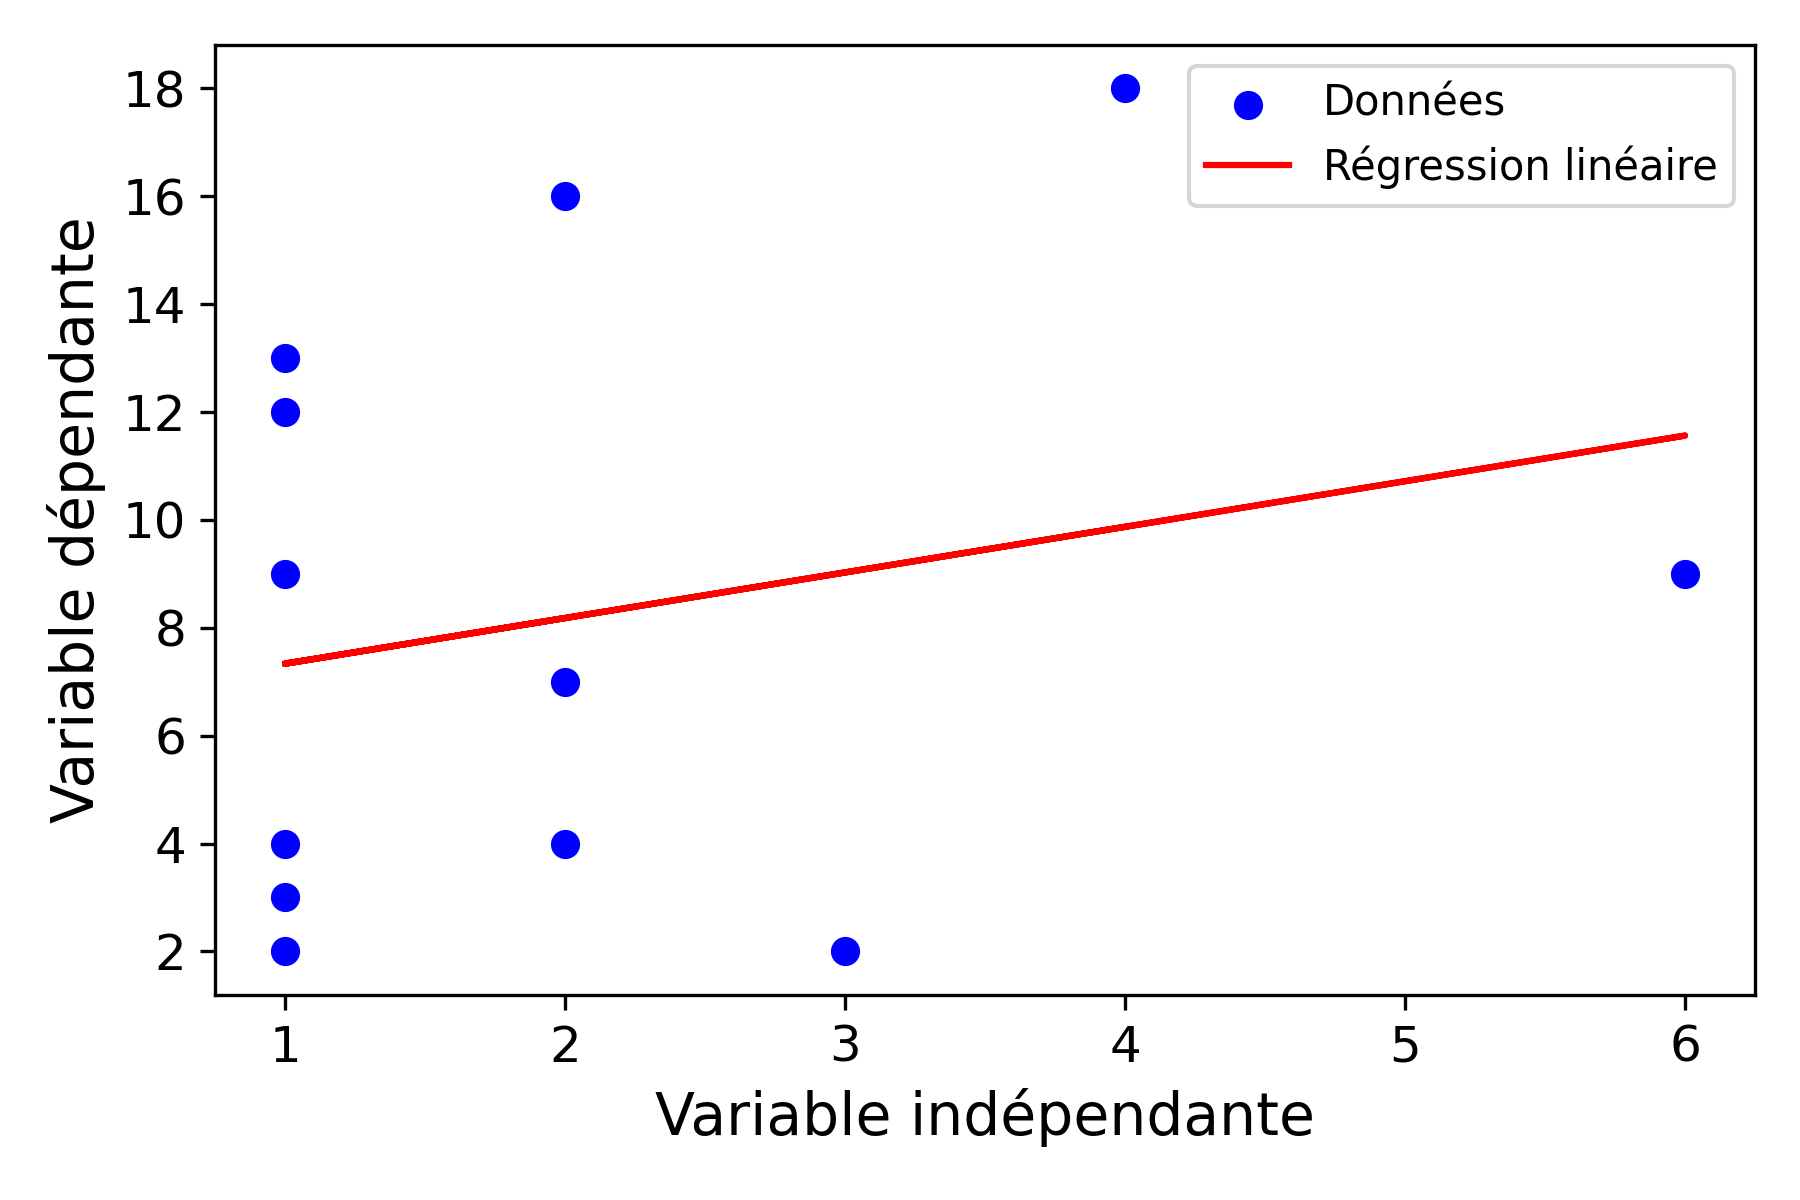 18
16
14
12
10
8
6
4
2
Variable dépendante
Données
Régression linéaire
1 2 3 4 5 6
Variable indépendante